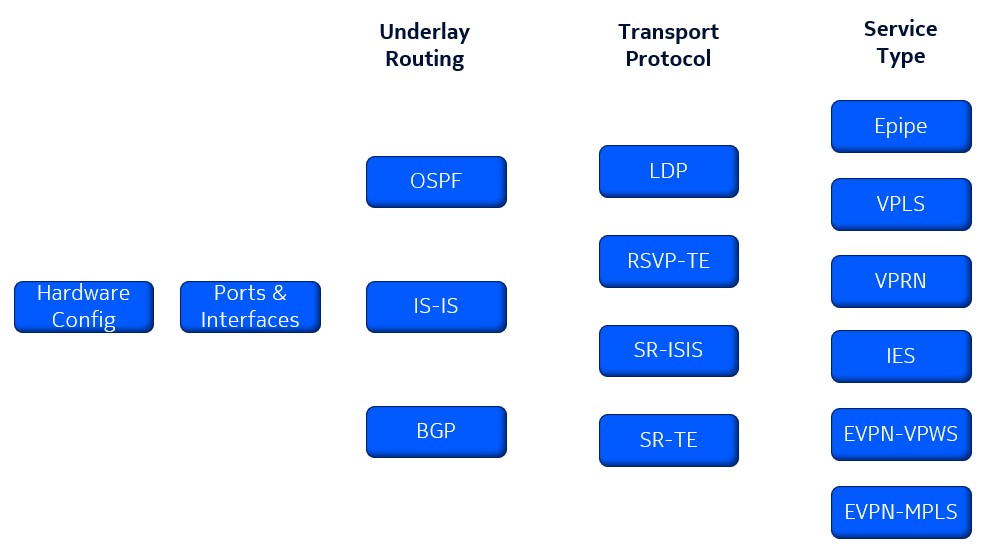 Underlay
Routing
Transport
Protocol
Service
Type
Hardware
Config
Ports &
Interfaces
OSPF
IS-IS
BGP
LDP
RSVP-TE
SR-ISIS
SR-TE
Epipe
VPLS
VPRN
IES
EVPN-VPWS
EVPN-MPLS